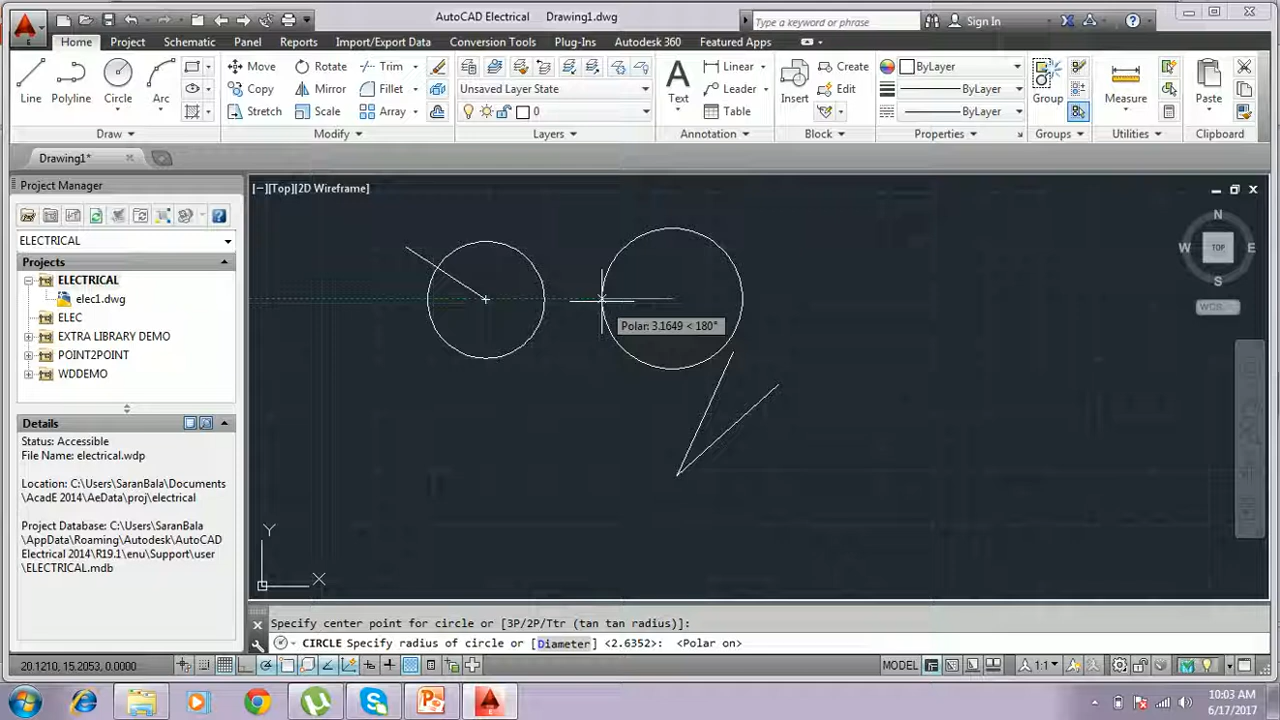 AutoCAD Electrical Drawing1.dwg
Type a keyword or phrase
Sign In
Home Project Schematic Panel Reports Import/Export Data Conversion Tools Plug-Ins Autodesk 360 Featured Apps
Line
Polyline
Circle
Arc
Draw
Move Rotate Trim
Copy Mirror Fillet
Stretch Scale Array
Modify
Unsaved Layer State
0
Layers
Text
Linear
Leader
Table
Annotation
Insert
Create
Edit
Block
ByLayer
ByLayer
ByLayer
Properties
Group
Groups
Measure
Utilities
Paste
Clipboard
Drawing1*
Project Manager
ELECTRICAL
Projects
ELECTRICAL
elec1.dwg
ELEC
EXTRA LIBRARY DEMO
POINT2POINT
WDDEMO
Details
Status: Accessible
File Name: electrical.wdp
Location: C:\Users\SaranBala\Documents
\AcadE 2014\AeData\proj\electrical
Project Database: C:\Users\SaranBala
\AppData\Roaming\Autodesk\AutoCAD
Electrical 2014\R19.1\enu\Support\user
\ELECTRICAL.mdb
[−][Top][2D Wireframe]
N
W TOP E
S
WCS
Polar: 3.1649 < 180°
Y
X
Specify center point for circle or [3P/2P/Ttr (tan tan radius)]:
CIRCLE Specify radius of circle or [Diameter] <2.6352>: <Polar on>
20.1210, 15.2053, 0.0000
MODEL
1:1
10:03 AM
6/17/2017